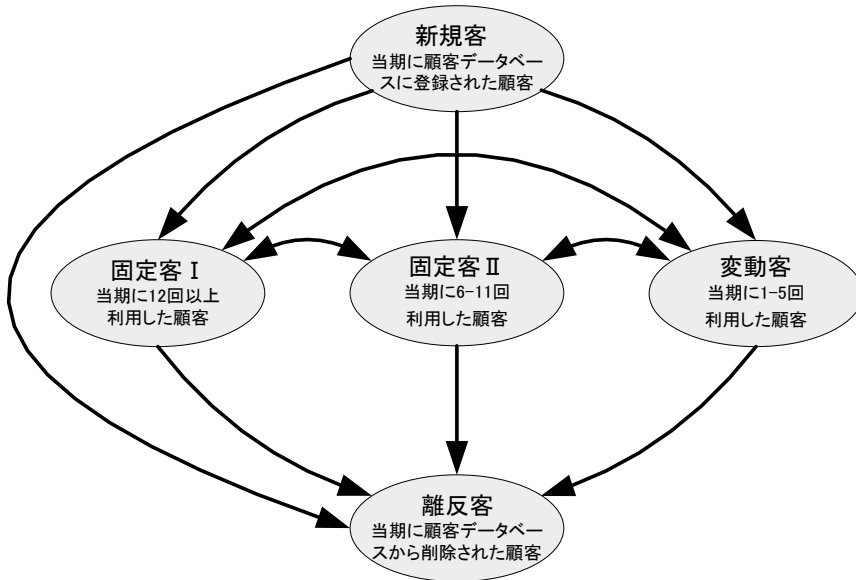 新規客
当期に顧客データベー
スに登録された顧客
固定客Ⅰ
当期に12回以上
利用した顧客
固定客Ⅱ
当期に6-11回
利用した顧客
変動客
当期に1-5回
利用した顧客
離反客
当期に顧客データベー
スから削除された顧客